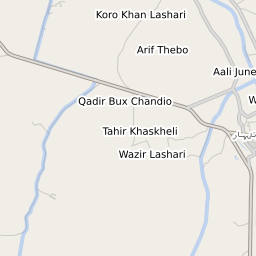 Koro Khan Lashari
Arif Thebo
Aali June
Qadir Bux Chandio
W
Tahir Khaskheli
Wazir Lashari